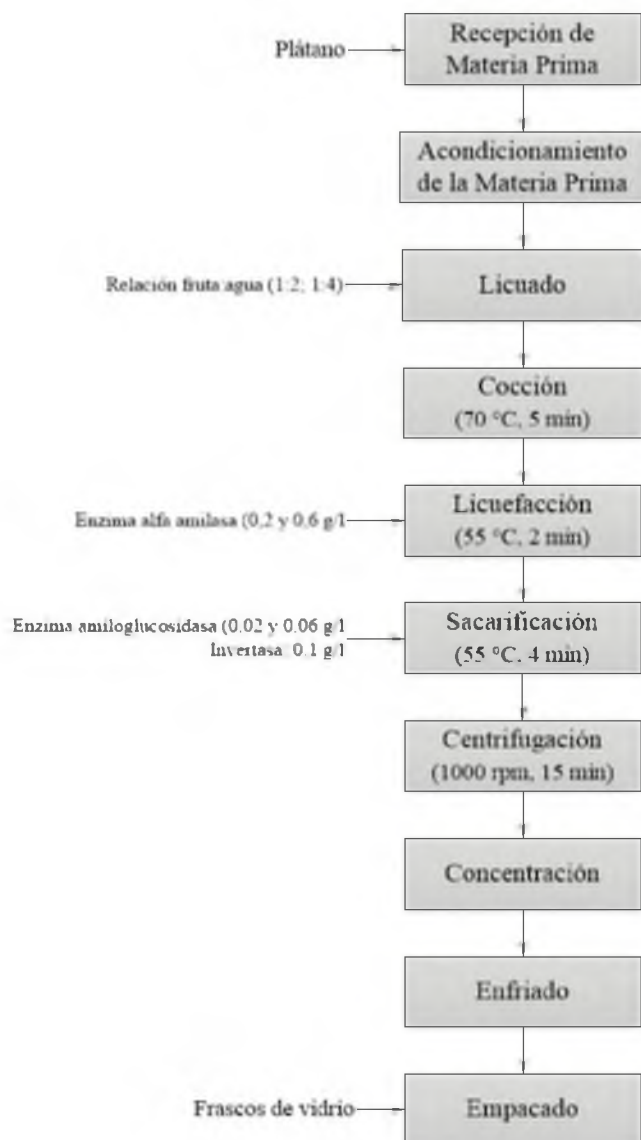 Plátano
Recepción de
Materia Prima
Acondicionamiento
de la Materia Prima
Relación fruta agua (1:2; 1:4)
Licuado
Cocción
(70 °C, 5 min)
Enzima alfa amilasa (0,2 y 0,6 g/l
Licuefacción
(55 °C, 2 min)
Enzima amiloglucosidasa (0.02 y 0.06 g/l
Invertasa 0.1 g/l
Sacarificación
(55 °C. 4 min)
Centrifugación
(1000 rpm, 15 min)
Concentración
Enfriado
Frascos de vidrio
Empacado